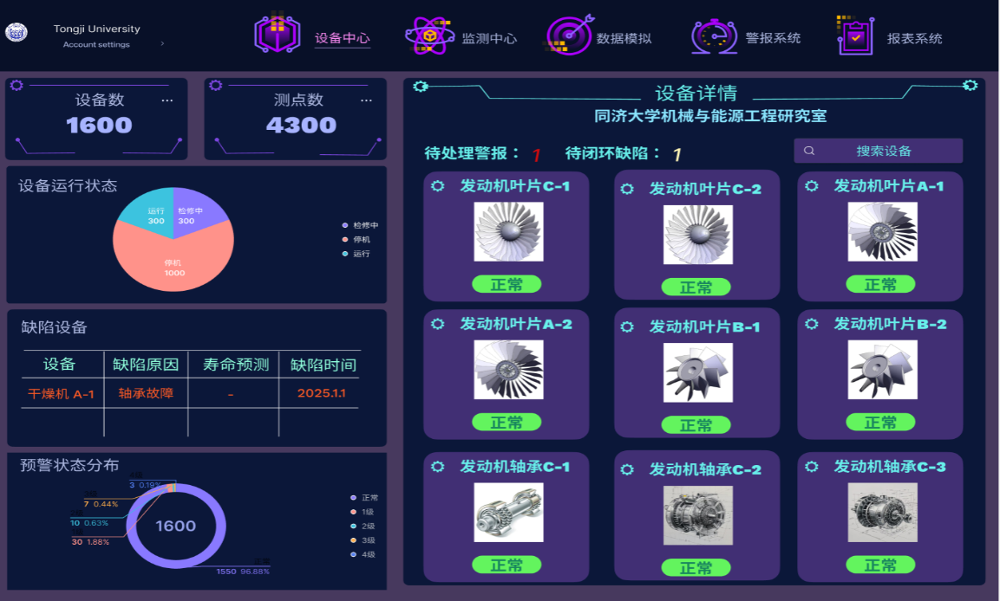 Tongji University
Account settings
设备中心
监测中心
数据模拟
警报系统
报表系统
设备数
1600
测点数
4300
设备运行状态
运行
300
检修中
300
停机
1000
检修中
停机
运行
缺陷设备
设备 缺陷原因 寿命预测 缺陷时间
干燥机 A-1 轴承故障 - 2025.1.1
预警状态分布
3 0.19%
7 0.44%
10 0.63%
30 1.88%
1600
1550 96.88%
正常
1级
2级
3级
4级
设备详情
同济大学机械与能源工程研究室
待处理警报： 1 待闭环缺陷： 1
搜索设备
发动机叶片C-1
正常
发动机叶片C-2
正常
发动机叶片A-1
正常
发动机叶片A-2
正常
发动机叶片B-1
正常
发动机叶片B-2
正常
发动机轴承C-1
正常
发动机轴承C-2
正常
发动机轴承C-3
正常